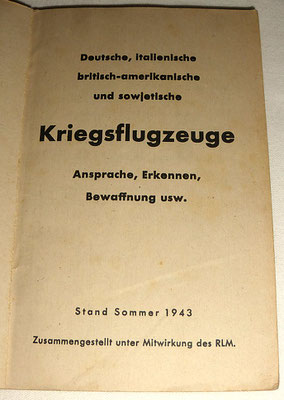 Deutsche, italienische
britisch-amerikanische
und sowjetische
Kriegsflugzeuge
Ansprache, Erkennen,
Bewaffnung usw.
Stand Sommer 1943
Zusammengestellt unter Mitwirkung des RLM.